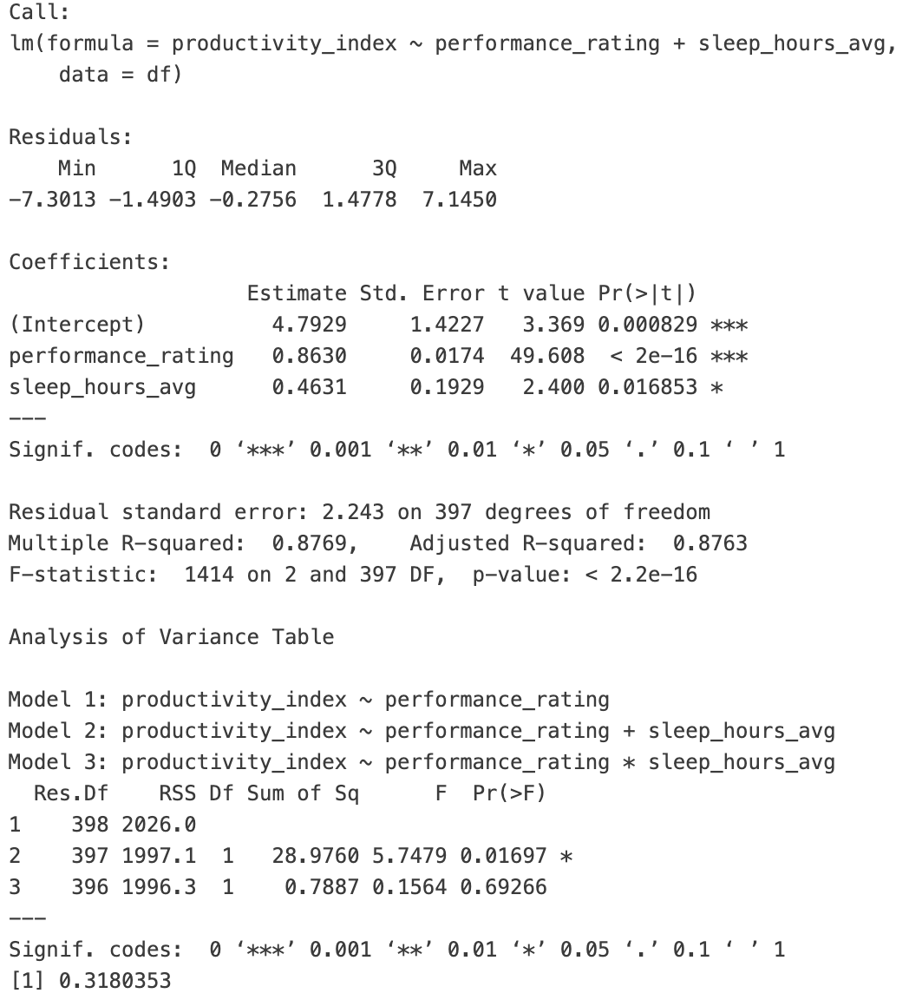 Call:
lm(formula = productivity_index ~ performance_rating + sleep_hours_avg,
    data = df)

Residuals:
    Min      1Q  Median      3Q     Max
-7.3013 -1.4903 -0.2756  1.4778  7.1450

Coefficients:
                   Estimate Std. Error t value Pr(>|t|)
(Intercept)          4.7929     1.4227   3.369 0.000829 ***
performance_rating   0.8630     0.0174  49.608  < 2e-16 ***
sleep_hours_avg      0.4631     0.1929   2.400 0.016853 *
---
Signif. codes:  0 ‘***’ 0.001 ‘**’ 0.01 ‘*’ 0.05 ‘.’ 0.1 ‘ ’ 1

Residual standard error: 2.243 on 397 degrees of freedom
Multiple R-squared:  0.8769,    Adjusted R-squared:  0.8763
F-statistic:  1414 on 2 and 397 DF,  p-value: < 2.2e-16

Analysis of Variance Table

Model 1: productivity_index ~ performance_rating
Model 2: productivity_index ~ performance_rating + sleep_hours_avg
Model 3: productivity_index ~ performance_rating * sleep_hours_avg
  Res.Df    RSS Df Sum of Sq      F  Pr(>F)
1    398 2026.0
2    397 1997.1  1   28.9760 5.7479 0.01697 *
3    396 1996.3  1    0.7887 0.1564 0.69266
---
Signif. codes:  0 ‘***’ 0.001 ‘**’ 0.01 ‘*’ 0.05 ‘.’ 0.1 ‘ ’ 1
[1] 0.3180353